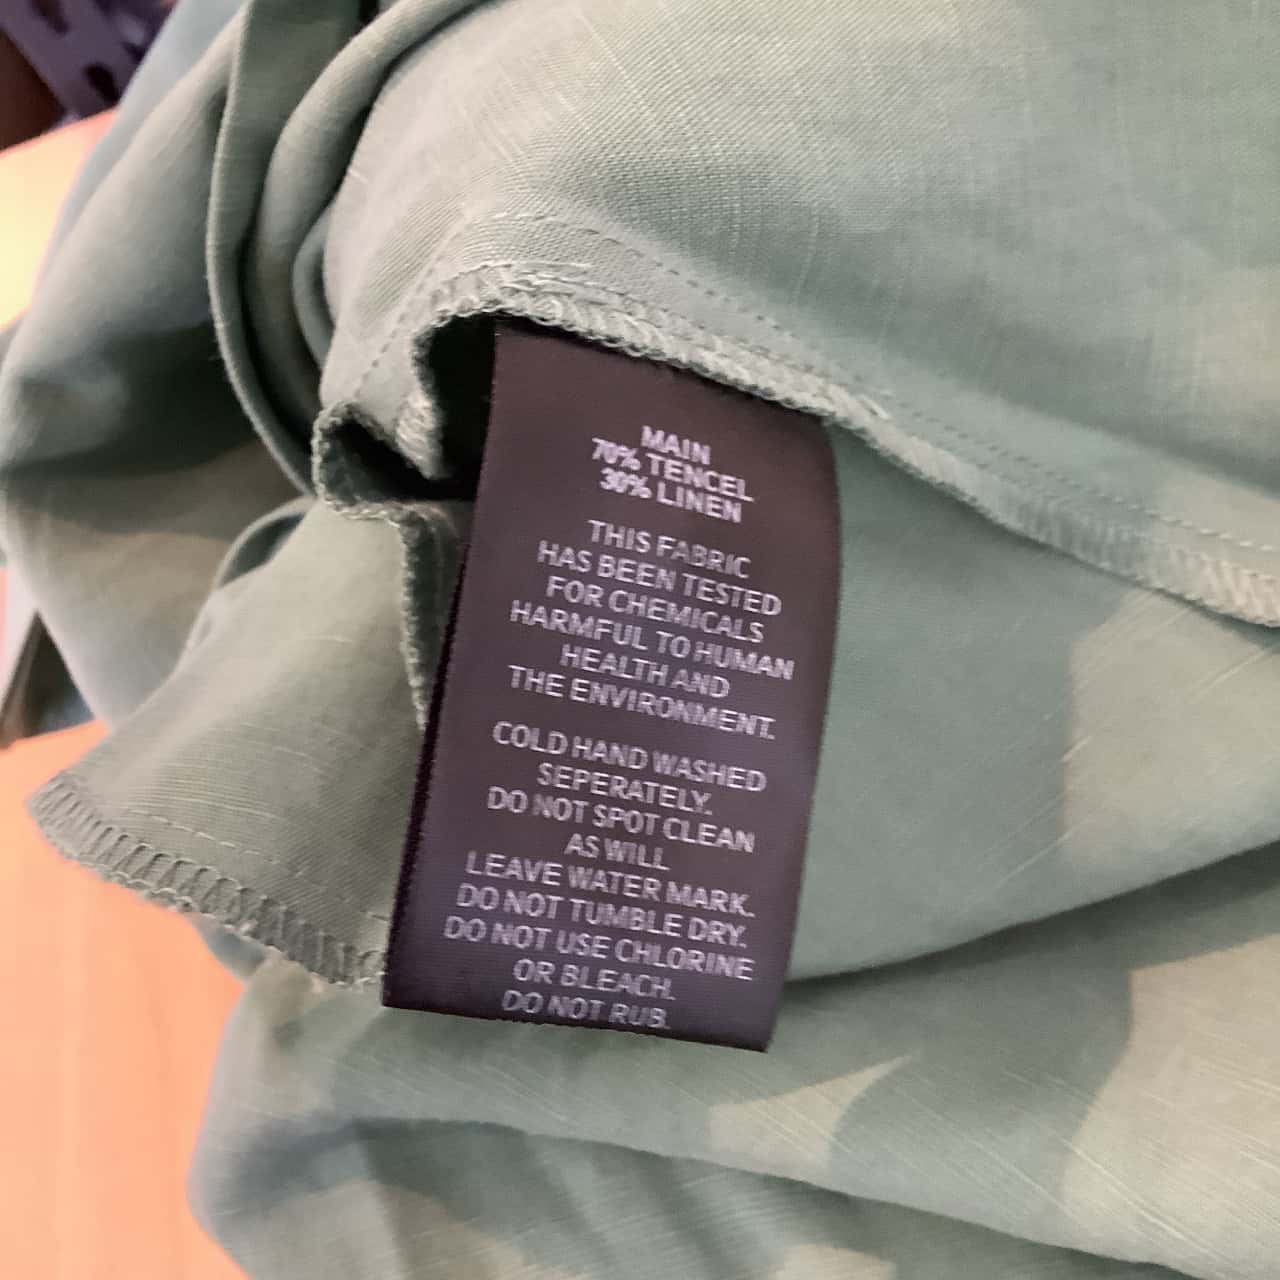 MAIN
70% TENCEL
30% LINEN
THIS FABRIC
HAS BEEN TESTED
FOR CHEMICALS
HARMFUL TO HUMAN
HEALTH AND
THE ENVIRONMENT.
COLD HAND WASHED
SEPERATELY.
DO NOT SPOT CLEAN
AS WILL
LEAVE WATER MARK.
DO NOT TUMBLE DRY.
DO NOT USE CHLORINE
OR BLEACH.
DO NOT RUB.